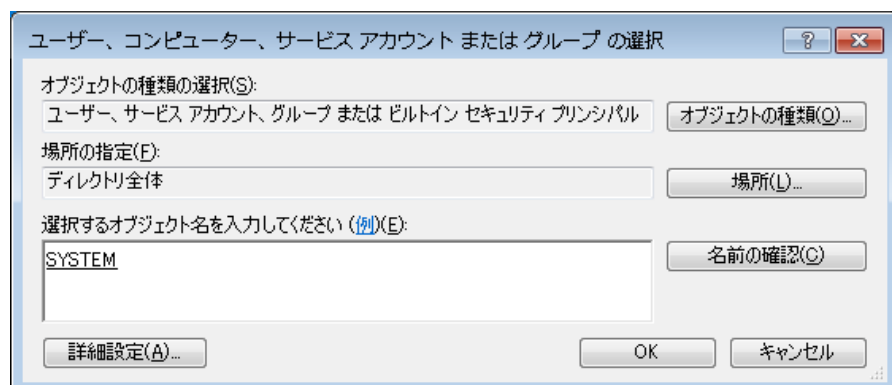 ユーザー、コンピューター、サービス アカウント または グループ の選択
オブジェクトの種類の選択(S):
ユーザー、サービス アカウント、グループ または ビルトイン セキュリティ プリンシパル
オブジェクトの種類(O)...
場所の指定(F):
ディレクトリ全体
場所(L)...
選択するオブジェクト名を入力してください (例)(E):
SYSTEM
名前の確認(C)
詳細設定(A)...
OK
キャンセル